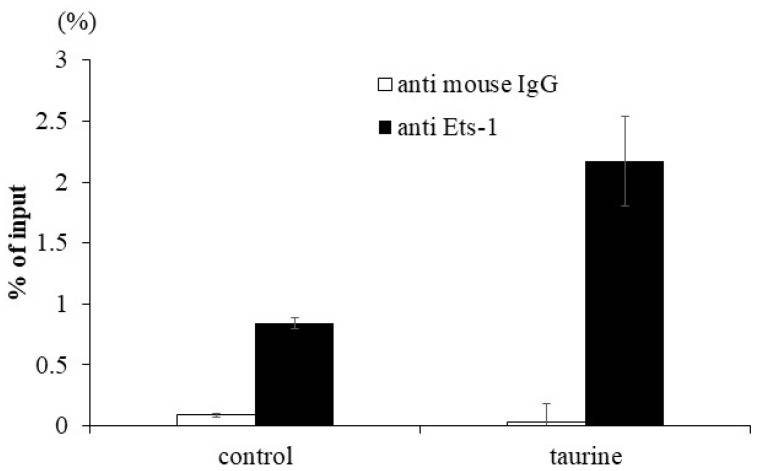 (%)
3
anti mouse IgG
anti Ets-1
2.5
2
1.5
1
0.5
0
% of input
control
taurine